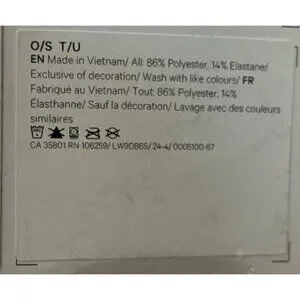 O/S T/U
EN Made in Vietnam/ All: 86% Polyester, 14% Elastane/
Exclusive of decoration/ Wash with like colours/ FR
Fabriqué au Vietnam/ Tout: 86% Polyester, 14%
Élasthanne/ Sauf la décoration/ Lavage avec des couleurs
similaires
CA 35801 RN 106259/ LW9DB6S/ 24-4/ 0005100-67